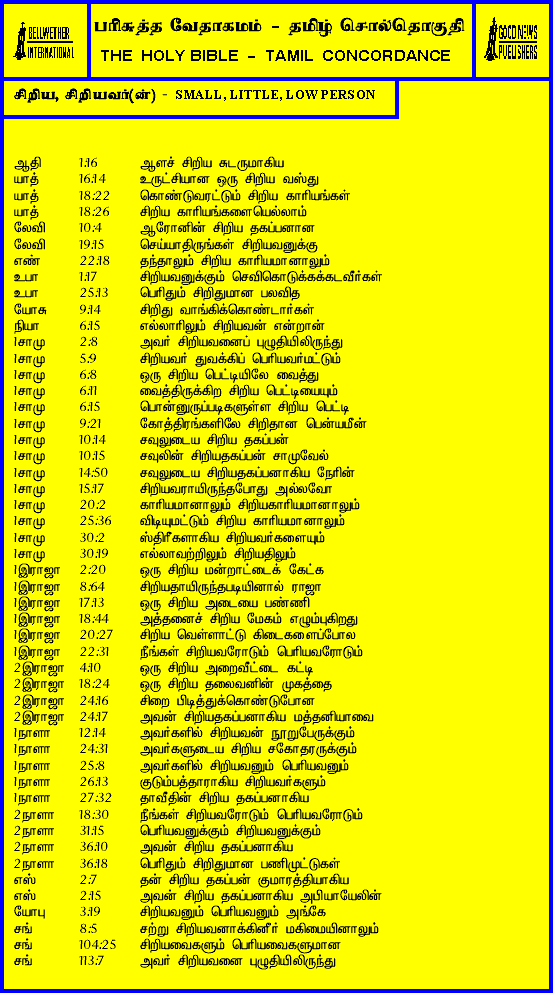 BELLWETHER INTERNATIONAL
பரிசுத்த வேதாகமம் - தமிழ் சொல்தொகுதி
THE HOLY BIBLE - TAMIL CONCORDANCE
GOOD NEWS PUBLISHERS
சிறிய, சிறியவர்(ன்) - SMALL, LITTLE, LOW PERSON
ஆதி 1:16 ஆளச் சிறிய சுடருமாகிய
யாத் 16:14 உருட்சியான ஒரு சிறிய வஸ்து
யாத் 18:22 கொண்டுவரட்டும் சிறிய காரியங்கள்
யாத் 18:26 சிறிய காரியங்களையெல்லாம்
லேவி 10:4 ஆரோனின் சிறிய தகப்பனான
லேவி 19:15 செய்யாதிருங்கள் சிறியவனுக்கு
எண் 22:18 தந்தாலும் சிறிய காரியமானாலும்
உபா 1:17 சிறியவனுக்கும் செவிகொடுக்கக்கடவீர்கள்
உபா 25:13 பெரிதும் சிறிதுமான பலவித
யோசு 9:14 சிறிது வாங்கிக்கொண்டார்கள்
நியா 6:15 எல்லாரிலும் சிறியவன் என்றான்
1சாமு 2:8 அவர் சிறியவனைப் புழுதியிலிருந்து
1சாமு 5:9 சிறியவர் துவக்கிப் பெரியவர்மட்டும்
1சாமு 6:8 ஒரு சிறிய பெட்டியிலே வைத்து
1சாமு 6:11 வைத்திருக்கிற சிறிய பெட்டியையும்
1சாமு 6:15 பொன்னுருப்படிகளுள்ள சிறிய பெட்டி
1சாமு 9:21 கோத்திரங்களிலே சிறிதான பென்யமீன்
1சாமு 10:14 சவுலுடைய சிறிய தகப்பன்
1சாமு 10:15 சவுலின் சிறியதகப்பன் சாமுவேல்
1சாமு 14:50 சவுலுடைய சிறியதகப்பனாகிய நேரின்
1சாமு 15:17 சிறியவராயிருந்தபோது அல்லவோ
1சாமு 20:2 காரியமானாலும் சிறியகாரியமானாலும்
1சாமு 25:36 விடியுமட்டும் சிறிய காரியமானாலும்
1சாமு 30:2 ஸ்திரீகளாகிய சிறியவர்களையும்
1சாமு 30:19 எல்லாவற்றிலும் சிறியதிலும்
1இராஜா 2:20 ஒரு சிறிய மன்றாட்டைக் கேட்க
1இராஜா 8:64 சிறியதாயிருந்தபடியினால் ராஜா
1இராஜா 17:13 ஒரு சிறிய அடையை பண்ணி
1இராஜா 18:44 அத்தனைச் சிறிய மேகம் எழும்புகிறது
1இராஜா 20:27 சிறிய வெள்ளாட்டு கிடைகளைப்போல
1இராஜா 22:31 நீங்கள் சிறியவரோடும் பெரியவரோடும்
2இராஜா 4:10 ஒரு சிறிய அறைவீட்டை கட்டி
2இராஜா 18:24 ஒரு சிறிய தலைவனின் முகத்தை
2இராஜா 24:16 சிறை பிடித்துக்கொண்டுபோன
2இராஜா 24:17 அவன் சிறியதகப்பனாகிய மத்தனியாவை
1நாளா 12:14 அவர்களில் சிறியவன் நூறுபேருக்கும்
1நாளா 24:31 அவர்களுடைய சிறிய சகோதரருக்கும்
1நாளா 25:8 அவர்களில் சிறியவனும் பெரியவனும்
1நாளா 26:13 குடும்பத்தாராகிய சிறியவர்களும்
1நாளா 27:32 தாவீதின் சிறிய தகப்பனாகிய
2நாளா 18:30 நீங்கள் சிறியவரோடும் பெரியவரோடும்
2நாளா 31:15 பெரியவனுக்கும் சிறியவனுக்கும்
2நாளா 36:10 அவன் சிறிய தகப்பனாகிய
2நாளா 36:18 பெரிதும் சிறிதுமான பணிமுட்டுகள்
எஸ் 2:7 தன் சிறிய தகப்பன் குமாரத்தியாகிய
எஸ் 2:15 அவன் சிறிய தகப்பனாகிய அபியாயேலின்
யோபு 3:19 சிறியவனும் பெரியவனும் அங்கே
சங் 8:5 சற்று சிறியவனாக்கினீர் மகிமையினாலும்
சங் 104:25 சிறியவைகளும் பெரியவைகளுமான
சங் 113:7 அவர் சிறியவனை புழுதியிலிருந்து